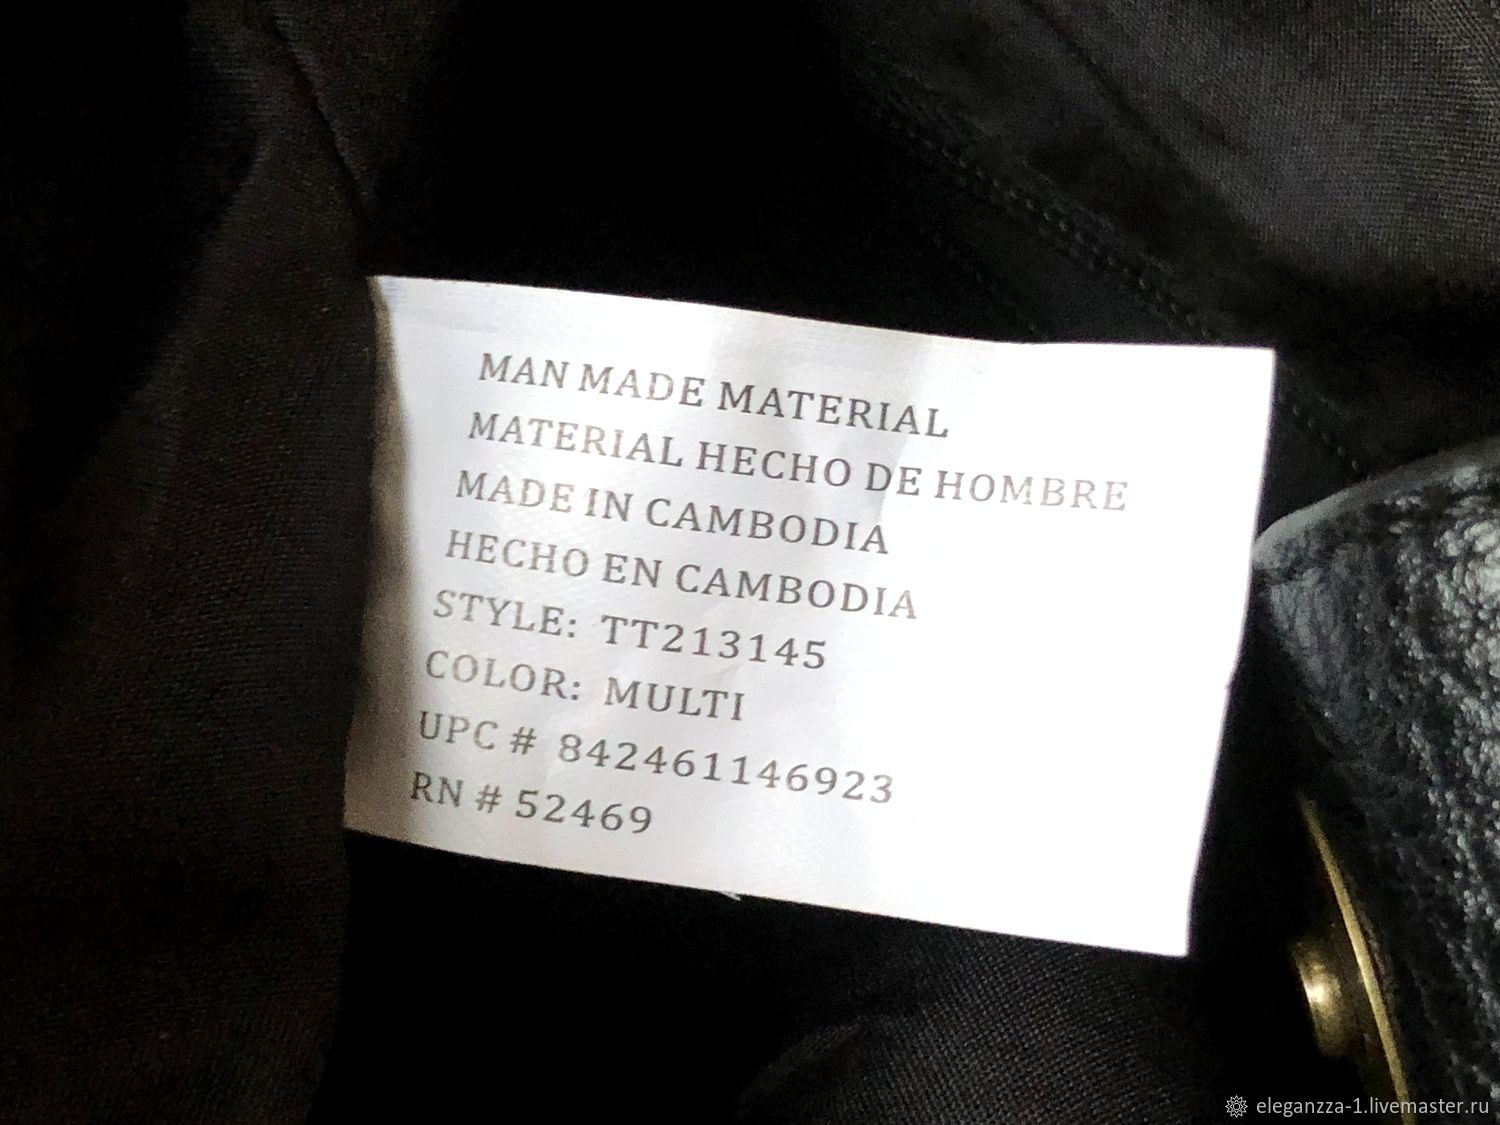 MAN MADE MATERIAL
MATERIAL HECHO DE HOMBRE
MADE IN CAMBODIA
HECHO EN CAMBODIA
STYLE: TT213145
COLOR: MULTI
UPC # 842461146923
RN # 52469
eleganzza-1.livemaster.ru